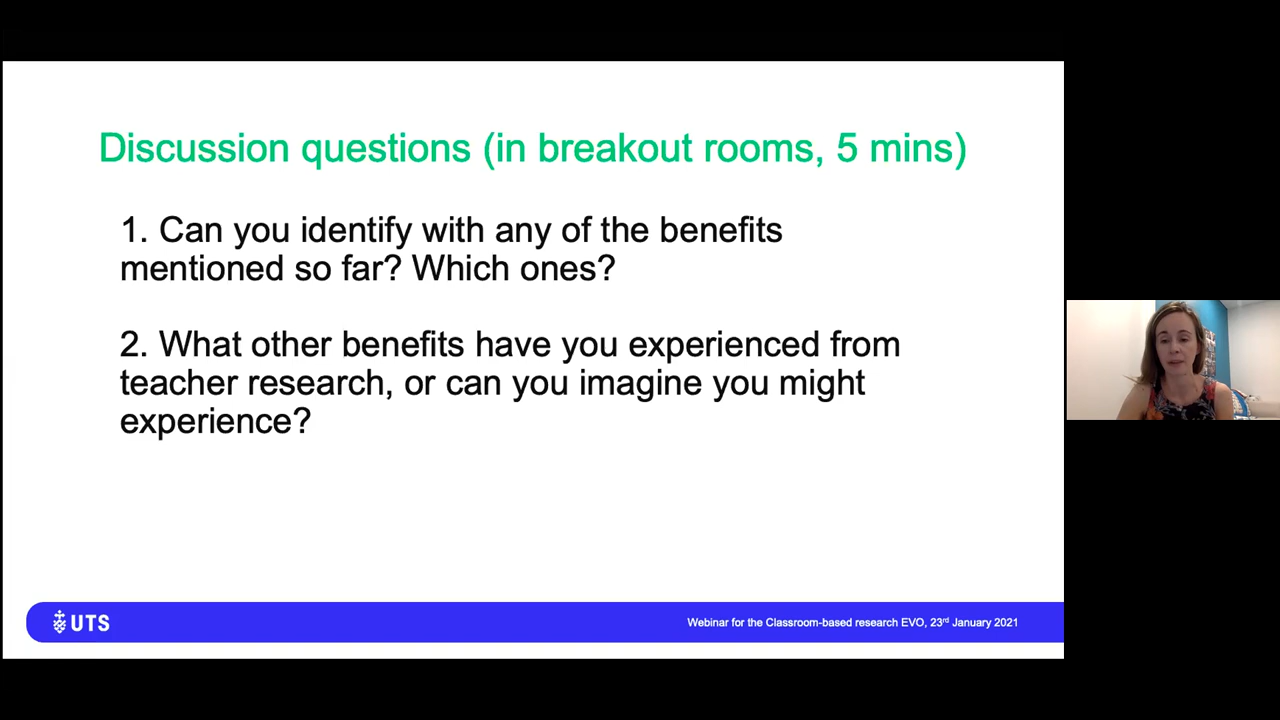 Discussion questions (in breakout rooms, 5 mins)
1. Can you identify with any of the benefits
mentioned so far? Which ones?
2. What other benefits have you experienced from
teacher research, or can you imagine you might
experience?
UTS
Webinar for the Classroom-based research EVO, 23rd January 2021